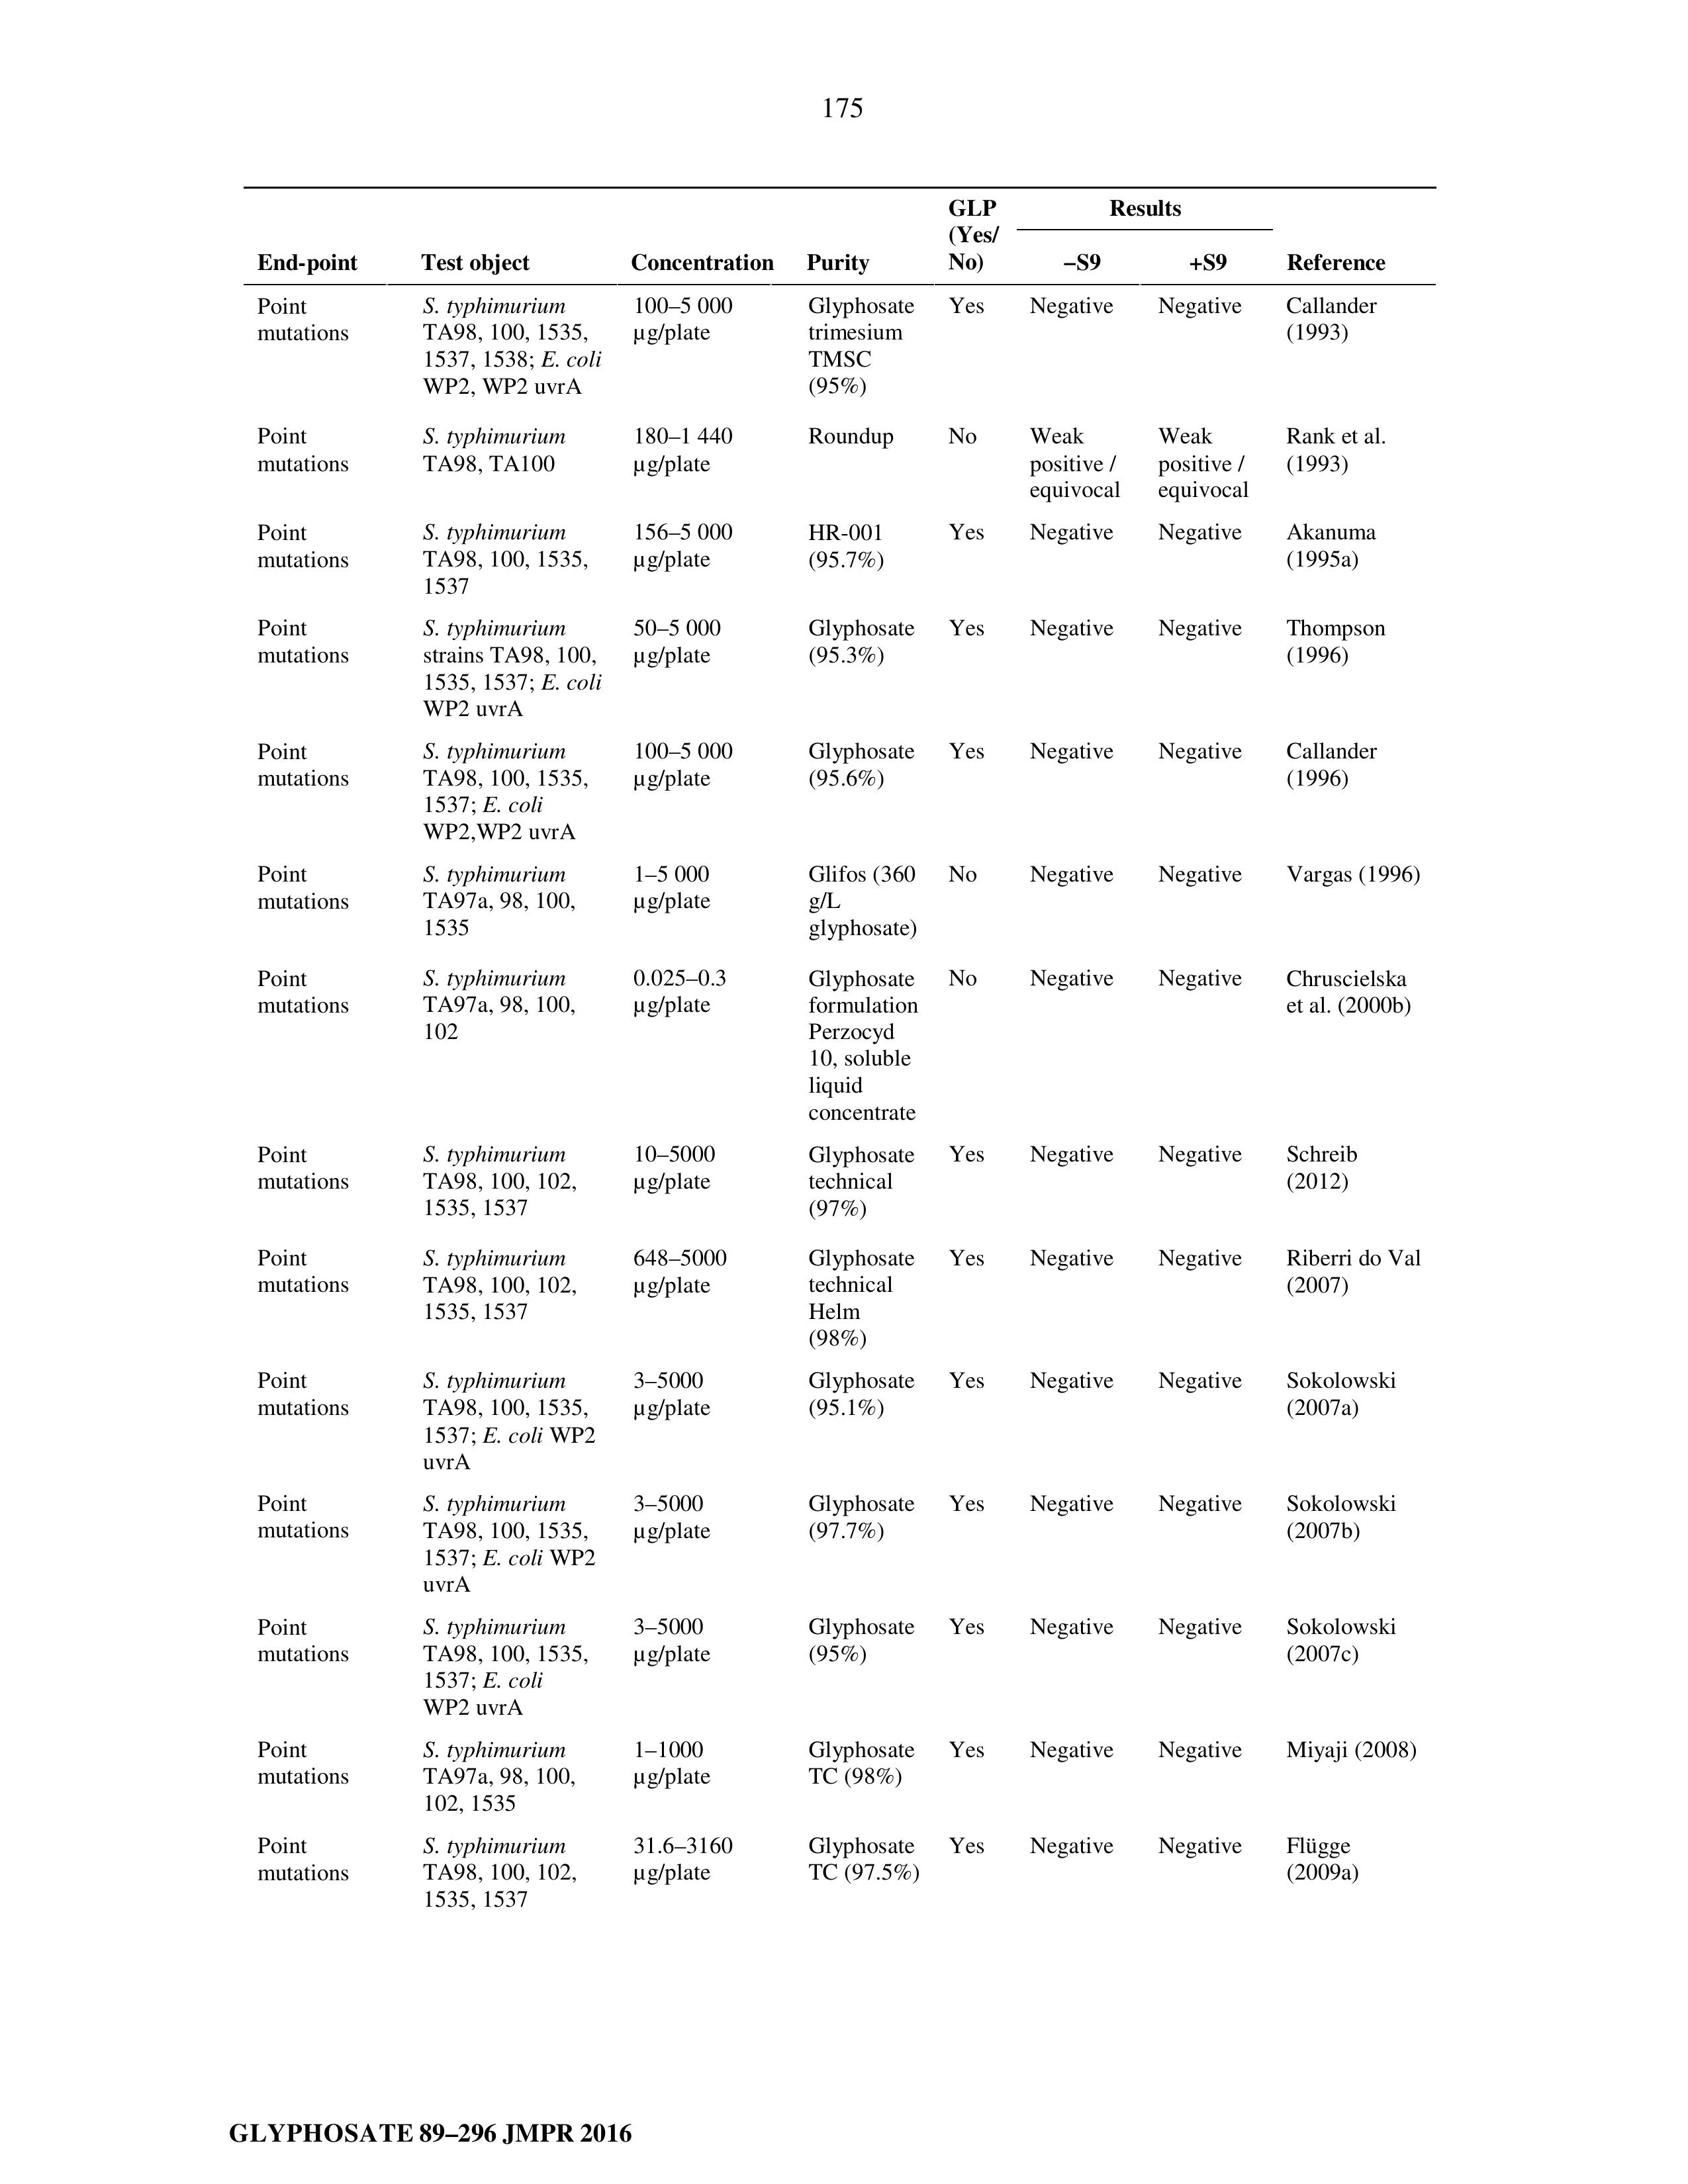 175
GLP (Yes/ No)
Results
End-point Test object Concentration Purity –S9 +S9 Reference
Point mutations
S. typhimurium TA98, 100, 1535, 1537, 1538; E. coli WP2, WP2 uvrA
100–5 000 µg/plate
Glyphosate trimesium TMSC (95%)
Yes
Negative
Negative
Callander (1993)
Point mutations
S. typhimurium TA98, TA100
180–1 440 µg/plate
Roundup
No
Weak positive / equivocal
Weak positive / equivocal
Rank et al. (1993)
Point mutations
S. typhimurium TA98, 100, 1535, 1537
156–5 000 µg/plate
HR-001 (95.7%)
Yes
Negative
Negative
Akanuma (1995a)
Point mutations
S. typhimurium strains TA98, 100, 1535, 1537; E. coli WP2 uvrA
50–5 000 µg/plate
Glyphosate (95.3%)
Yes
Negative
Negative
Thompson (1996)
Point mutations
S. typhimurium TA98, 100, 1535, 1537; E. coli WP2,WP2 uvrA
100–5 000 µg/plate
Glyphosate (95.6%)
Yes
Negative
Negative
Callander (1996)
Point mutations
S. typhimurium TA97a, 98, 100, 1535
1–5 000 µg/plate
Glifos (360 g/L glyphosate)
No
Negative
Negative
Vargas (1996)
Point mutations
S. typhimurium TA97a, 98, 100, 102
0.025–0.3 µg/plate
Glyphosate formulation Perzocyd 10, soluble liquid concentrate
No
Negative
Negative
Chruscielska et al. (2000b)
Point mutations
S. typhimurium TA98, 100, 102, 1535, 1537
10–5000 µg/plate
Glyphosate technical (97%)
Yes
Negative
Negative
Schreib (2012)
Point mutations
S. typhimurium TA98, 100, 102, 1535, 1537
648–5000 µg/plate
Glyphosate technical Helm (98%)
Yes
Negative
Negative
Riberri do Val (2007)
Point mutations
S. typhimurium TA98, 100, 1535, 1537; E. coli WP2 uvrA
3–5000 µg/plate
Glyphosate (95.1%)
Yes
Negative
Negative
Sokolowski (2007a)
Point mutations
S. typhimurium TA98, 100, 1535, 1537; E. coli WP2 uvrA
3–5000 µg/plate
Glyphosate (97.7%)
Yes
Negative
Negative
Sokolowski (2007b)
Point mutations
S. typhimurium TA98, 100, 1535, 1537; E. coli WP2 uvrA
3–5000 µg/plate
Glyphosate (95%)
Yes
Negative
Negative
Sokolowski (2007c)
Point mutations
S. typhimurium TA97a, 98, 100, 102, 1535
1–1000 µg/plate
Glyphosate TC (98%)
Yes
Negative
Negative
Miyaji (2008)
Point mutations
S. typhimurium TA98, 100, 102, 1535, 1537
31.6–3160 µg/plate
Glyphosate TC (97.5%)
Yes
Negative
Negative
Flügge (2009a)
GLYPHOSATE 89–296 JMPR 2016